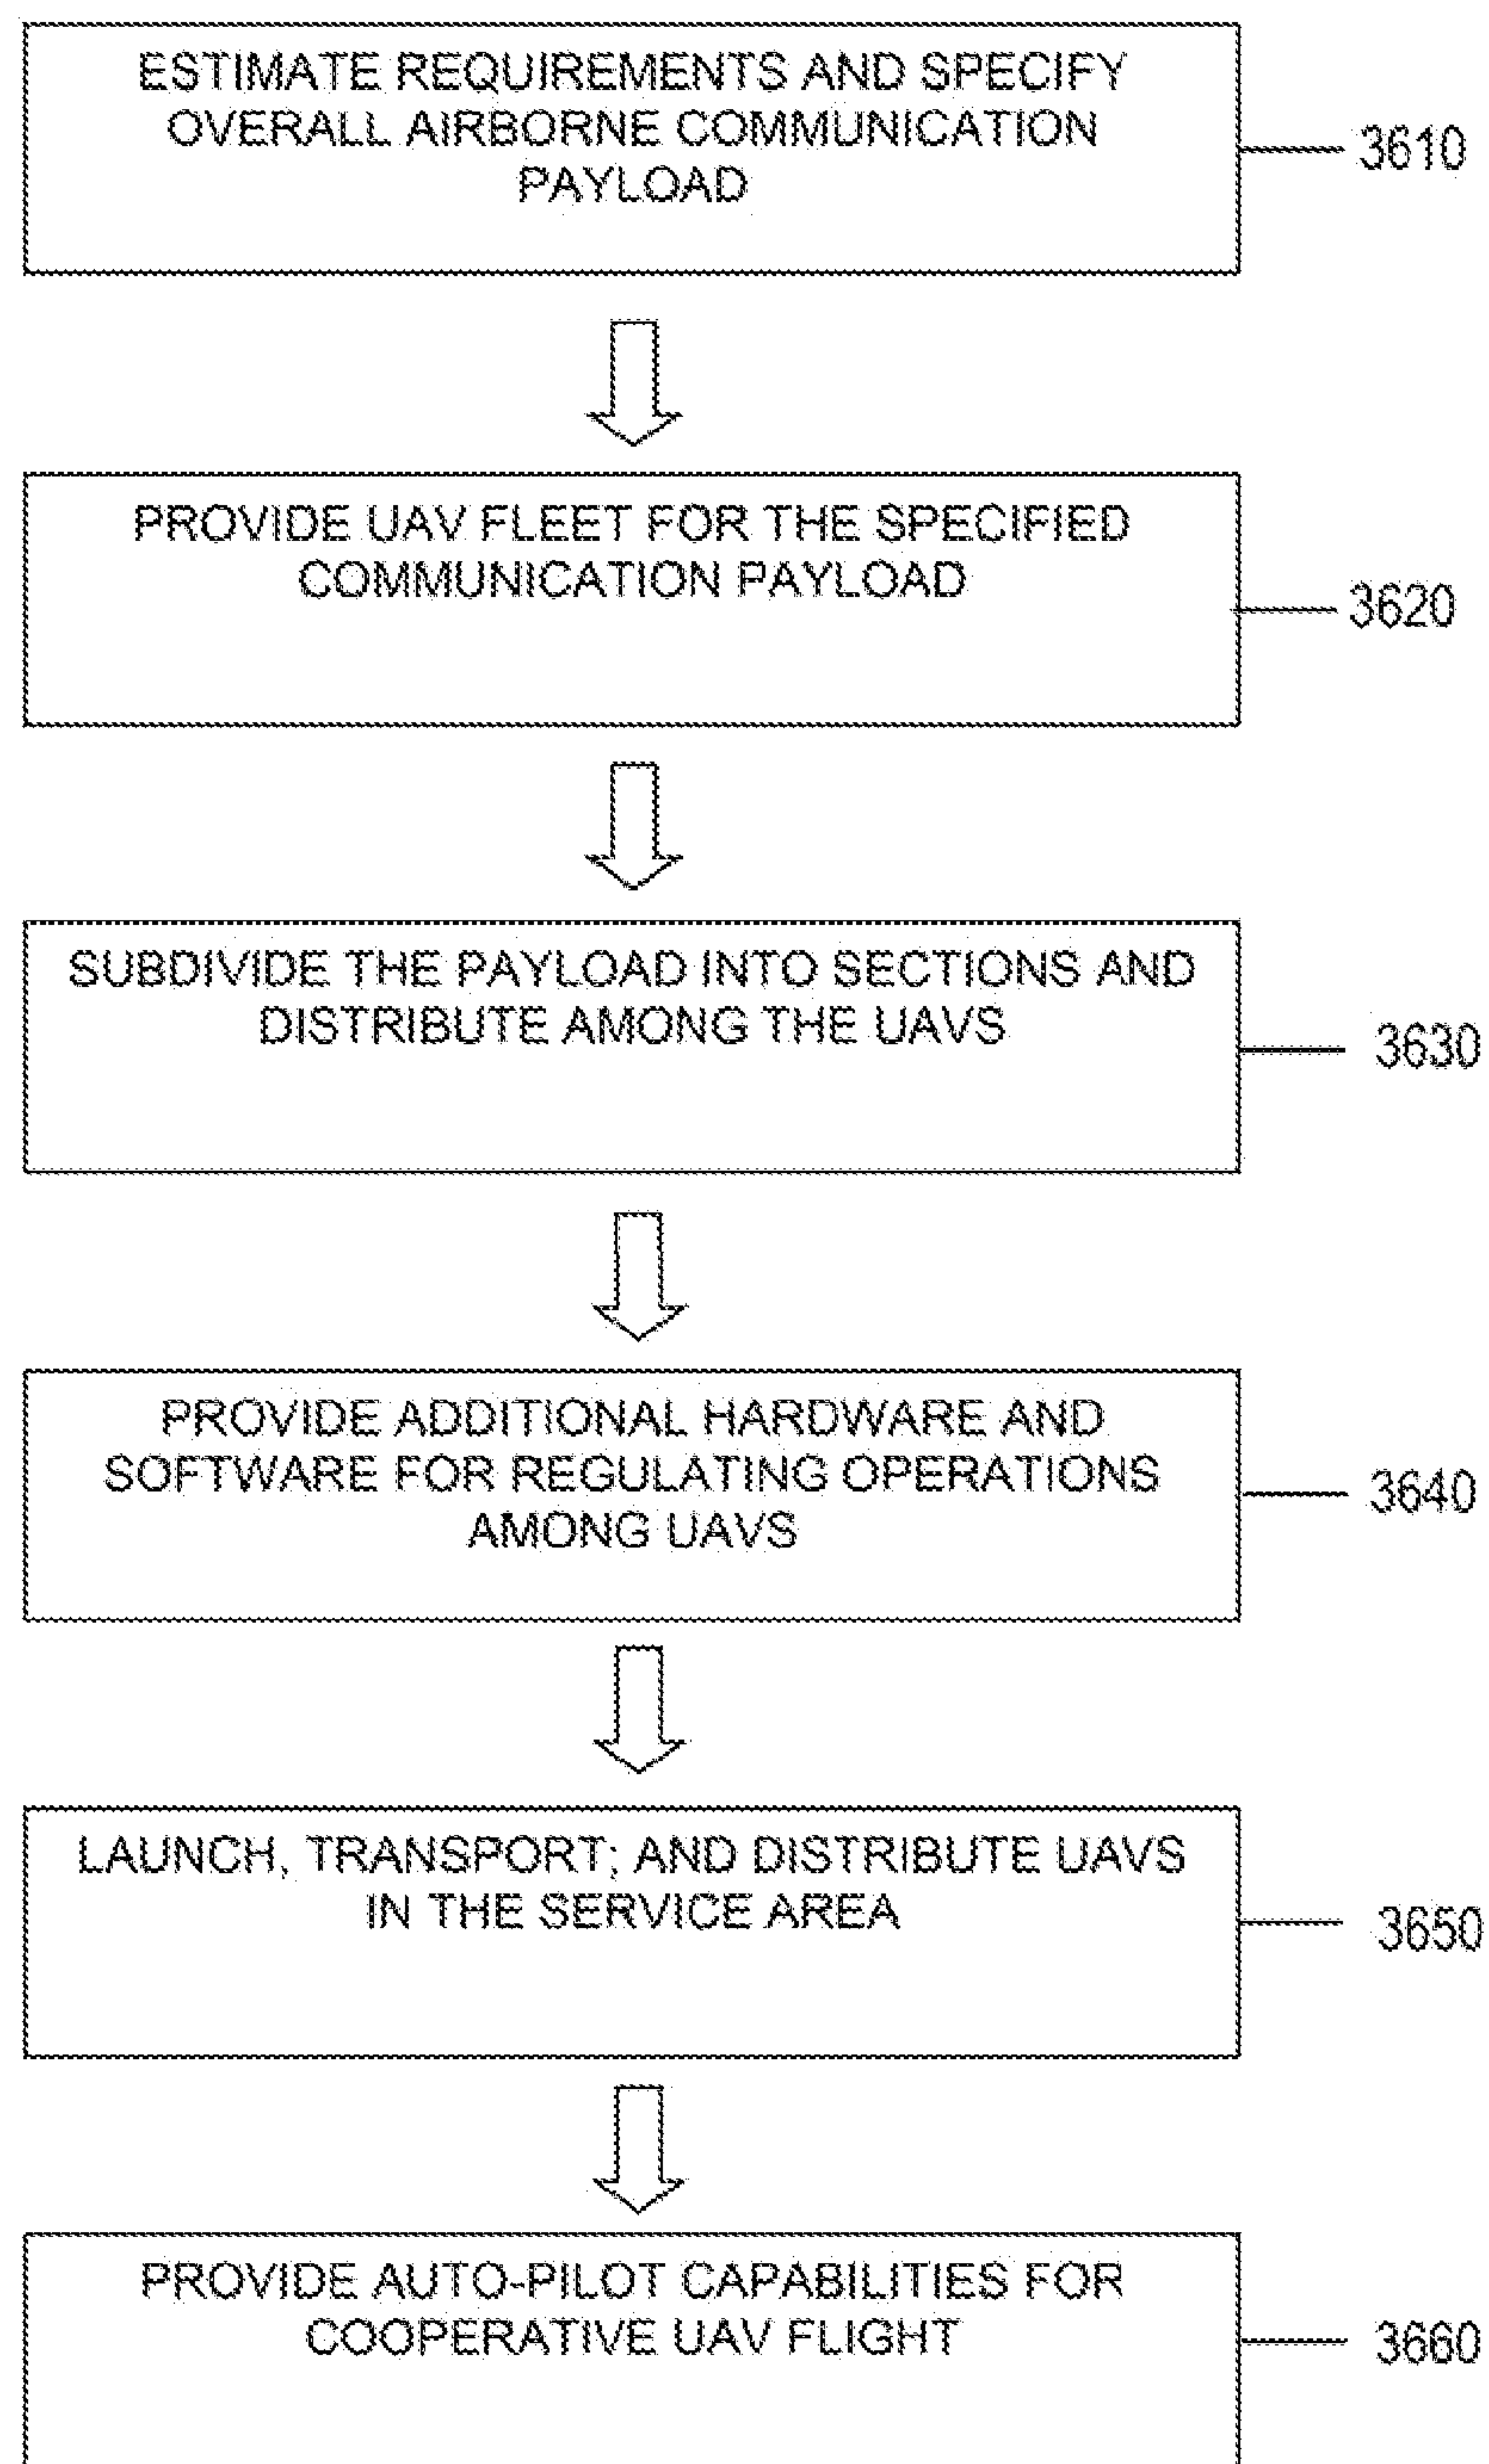 ESTIMATE REQUIREMENTS AND SPECIFY
OVERALL AIRBORNE COMMUNICATION
PAYLOAD
3610
PROVIDE UAV FLEET FOR THE SPECIFIED
COMMUNICATION PAYLOAD
3620
SUBDIVIDE THE PAYLOAD INTO SECTIONS AND
DISTRIBUTE AMONG THE UAVS
3630
PROVIDE ADDITIONAL HARDWARE AND
SOFTWARE FOR REGULATING OPERATIONS
AMONG UAVS
3640
LAUNCH, TRANSPORT; AND DISTRIBUTE UAVS
IN THE SERVICE AREA
3650
PROVIDE AUTO-PILOT CAPABILITIES FOR
COOPERATIVE UAV FLIGHT
3660